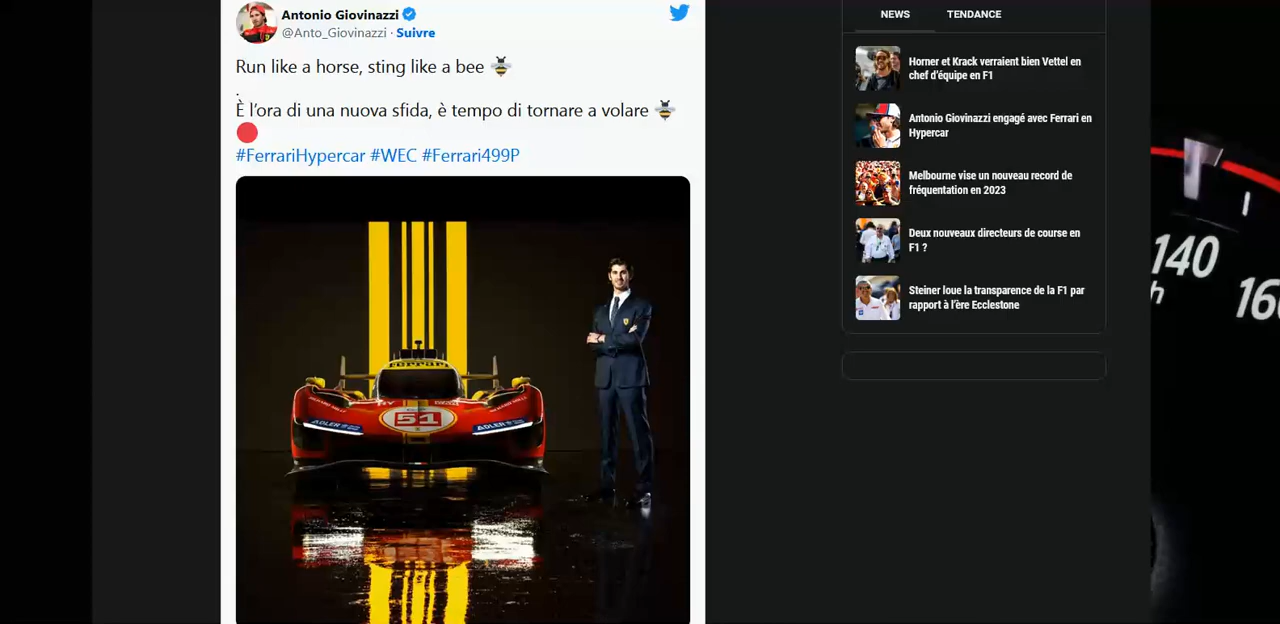 Antonio Giovinazzi
@Anto_Giovinazzi · Suivre
Run like a horse, sting like a bee 🐝
.
È l’ora di una nuova sfida, è tempo di tornare a volare 🐝
🔴
#FerrariHypercar #WEC #Ferrari499P
Ferrari
51
ADLER
ADLER
NEWS
TENDANCE
Horner et Krack verraient bien Vettel en
chef d’équipe en F1
Antonio Giovinazzi engagé avec Ferrari en
Hypercar
Melbourne vise un nouveau record de
fréquentation en 2023
Deux nouveaux directeurs de course en
F1 ?
Steiner loue la transparence de la F1 par
rapport à l’ère Ecclestone
140